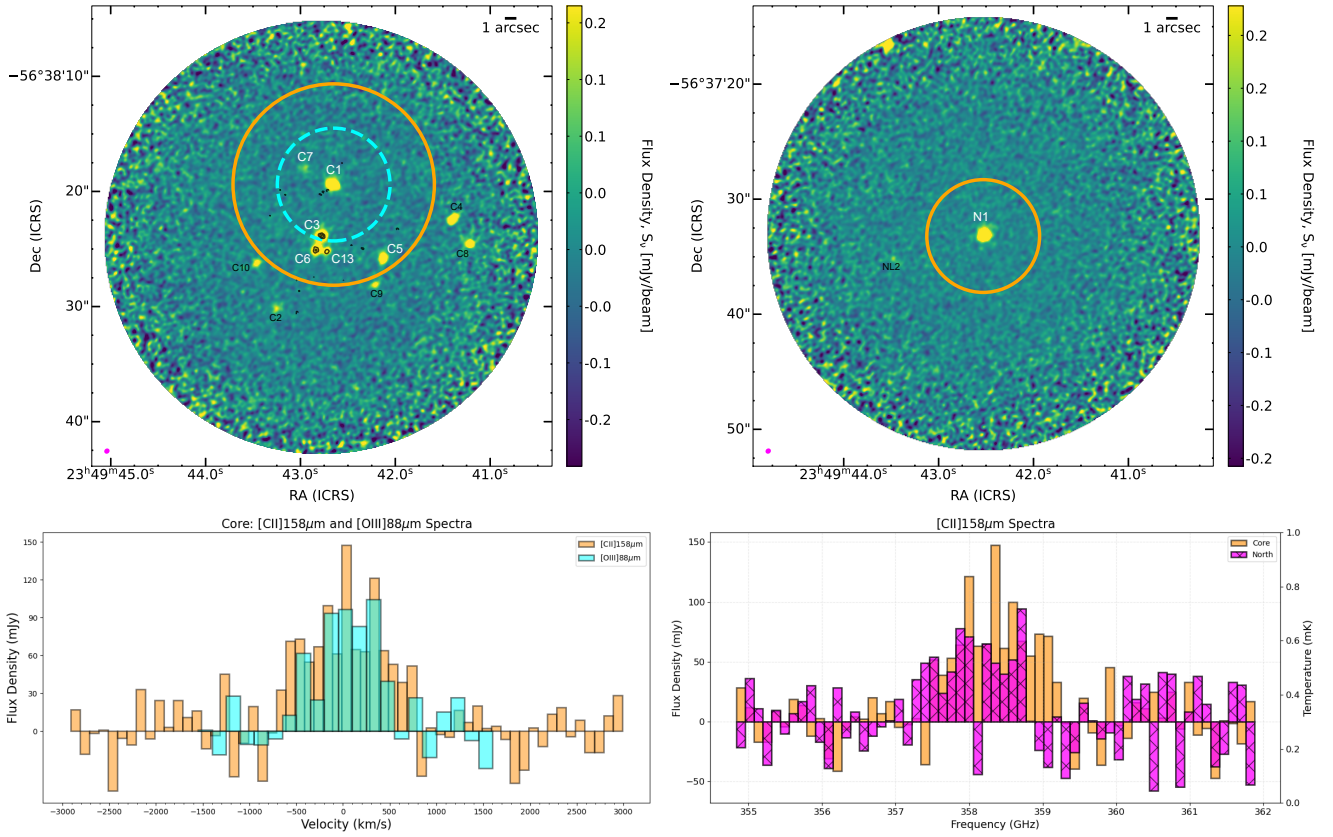 1 arcsec
−56°38'10"
20"
30"
40"
Dec (ICRS)
C7
C1
C3
C4
C6
C13
C5
C8
C10
C9
C2
23ʰ49ᵐ45.0ˢ
44.0ˢ
43.0ˢ
42.0ˢ
41.0ˢ
RA (ICRS)
0.2
0.1
0.1
0.0
-0.0
-0.0
-0.1
-0.2
Flux Density, Sᵥ [mJy/beam]
1 arcsec
−56°37'20"
30"
40"
50"
Dec (ICRS)
N1
NL2
23ʰ49ᵐ44.0ˢ
43.0ˢ
42.0ˢ
41.0ˢ
RA (ICRS)
0.2
0.2
0.1
0.1
0.0
-0.0
-0.1
-0.1
-0.2
Flux Density, Sᵥ [mJy/beam]
Core: [CII]158μm and [OIII]88μm Spectra
[CII]158μm
[OIII]88μm
150
120
90
60
30
0
Flux Density (mJy)
−3000 −2500 −2000 −1500 −1000 −500 0 500 1000 1500 2000 2500 3000
Velocity (km/s)
[CII]158μm Spectra
Core
North
150
100
50
0
−50
Flux Density (mJy)
355 356 357 358 359 360 361 362
Frequency (GHz)
1.0
0.8
0.6
0.4
0.2
0.0
Temperature (mK)